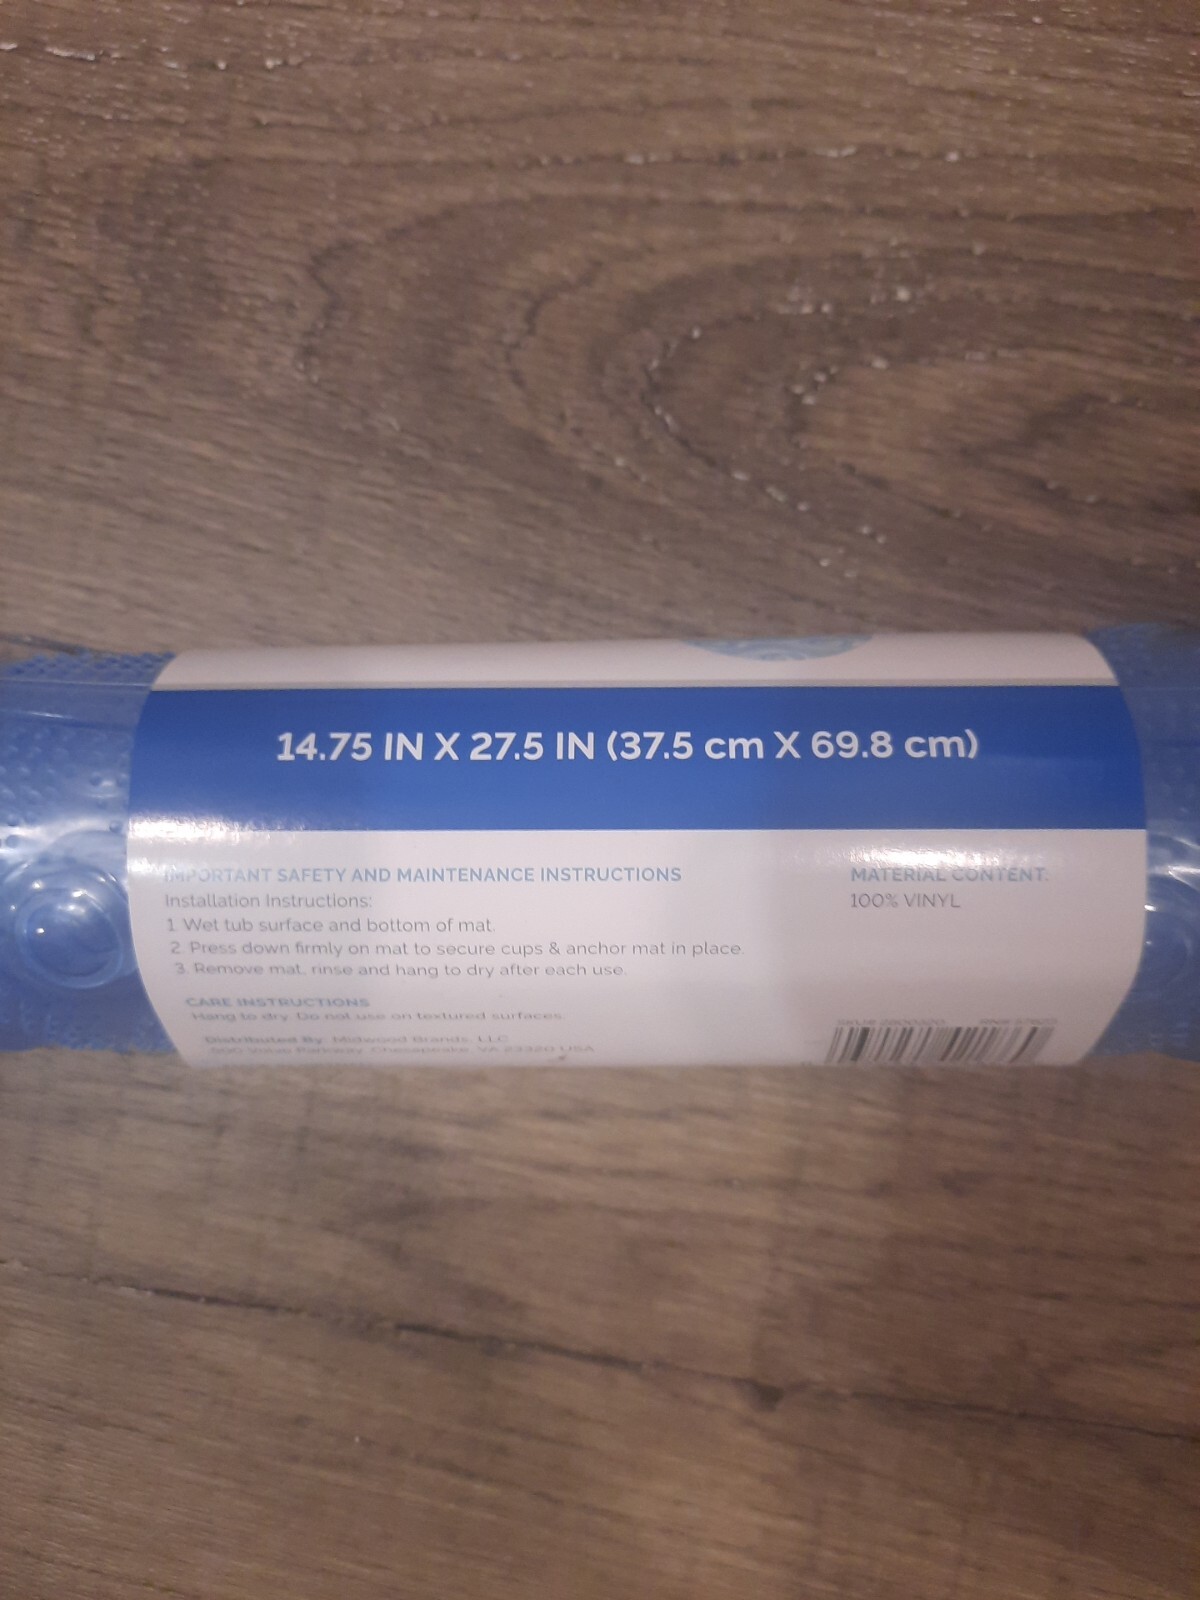 14.75 IN X 27.5 IN (37.5 cm X 69.8 cm)
IMPORTANT SAFETY AND MAINTENANCE INSTRUCTIONS
Installation Instructions:
1. Wet tub surface and bottom of mat.
2. Press down firmly on mat to secure cups & anchor mat in place.
3. Remove mat, rinse and hang to dry after each use.
CARE INSTRUCTIONS
Hang to dry. Do not use on textured surfaces.
Distributed By: Midwood Brands, LLC
Parkway, Chesapeake, VA 23320 USA
MATERIAL CONTENT:
100% VINYL